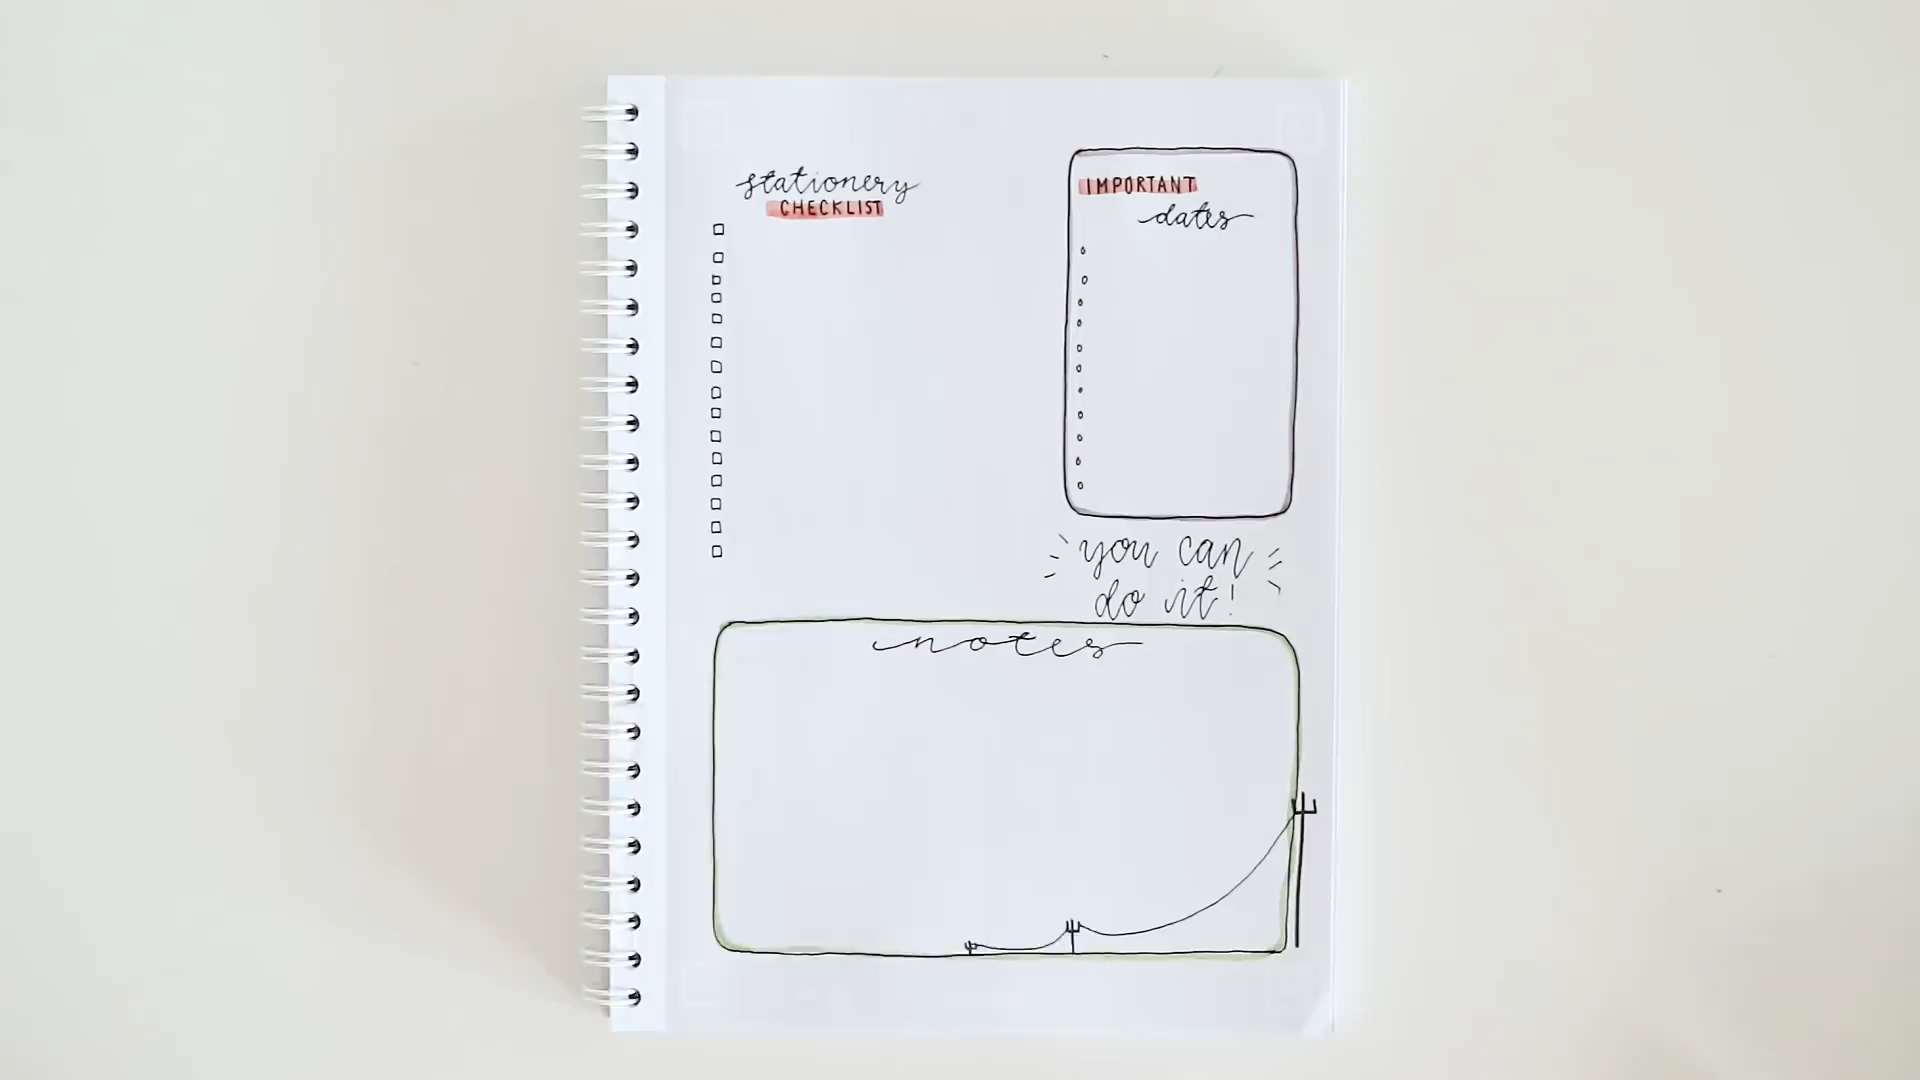 stationery
CHECKLIST
IMPORTANT
dates
you can
do it!
notes